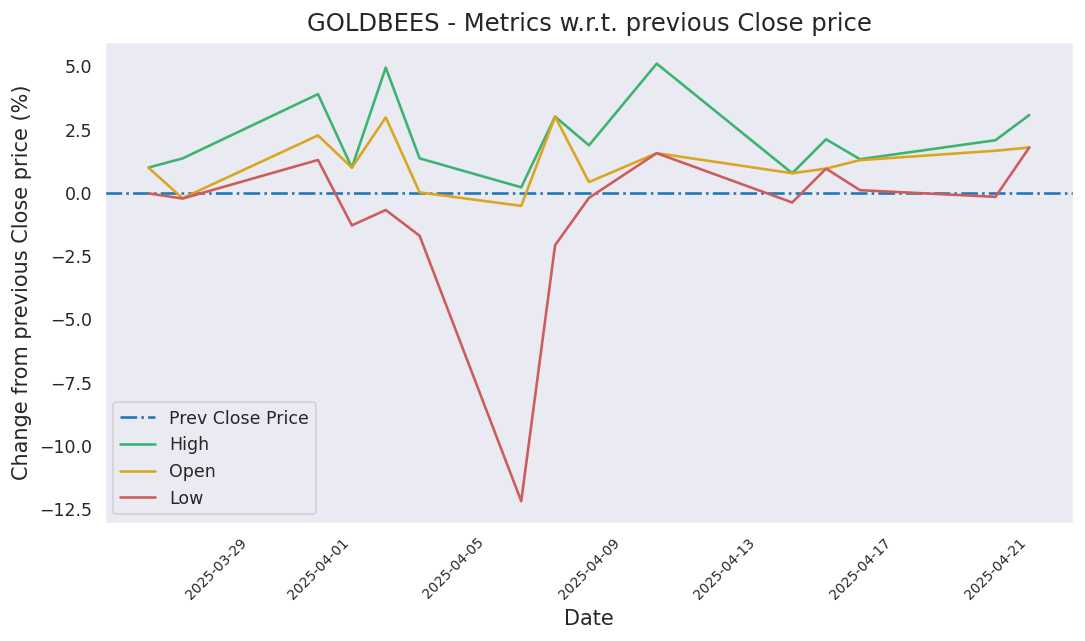 GOLDBEES - Metrics w.r.t. previous Close price
Change from previous Close price (%)
5.0
2.5
0.0
−2.5
−5.0
−7.5
−10.0
−12.5
Prev Close Price
High
Open
Low
2025-03-29
2025-04-01
2025-04-05
2025-04-09
2025-04-13
2025-04-17
2025-04-21
Date